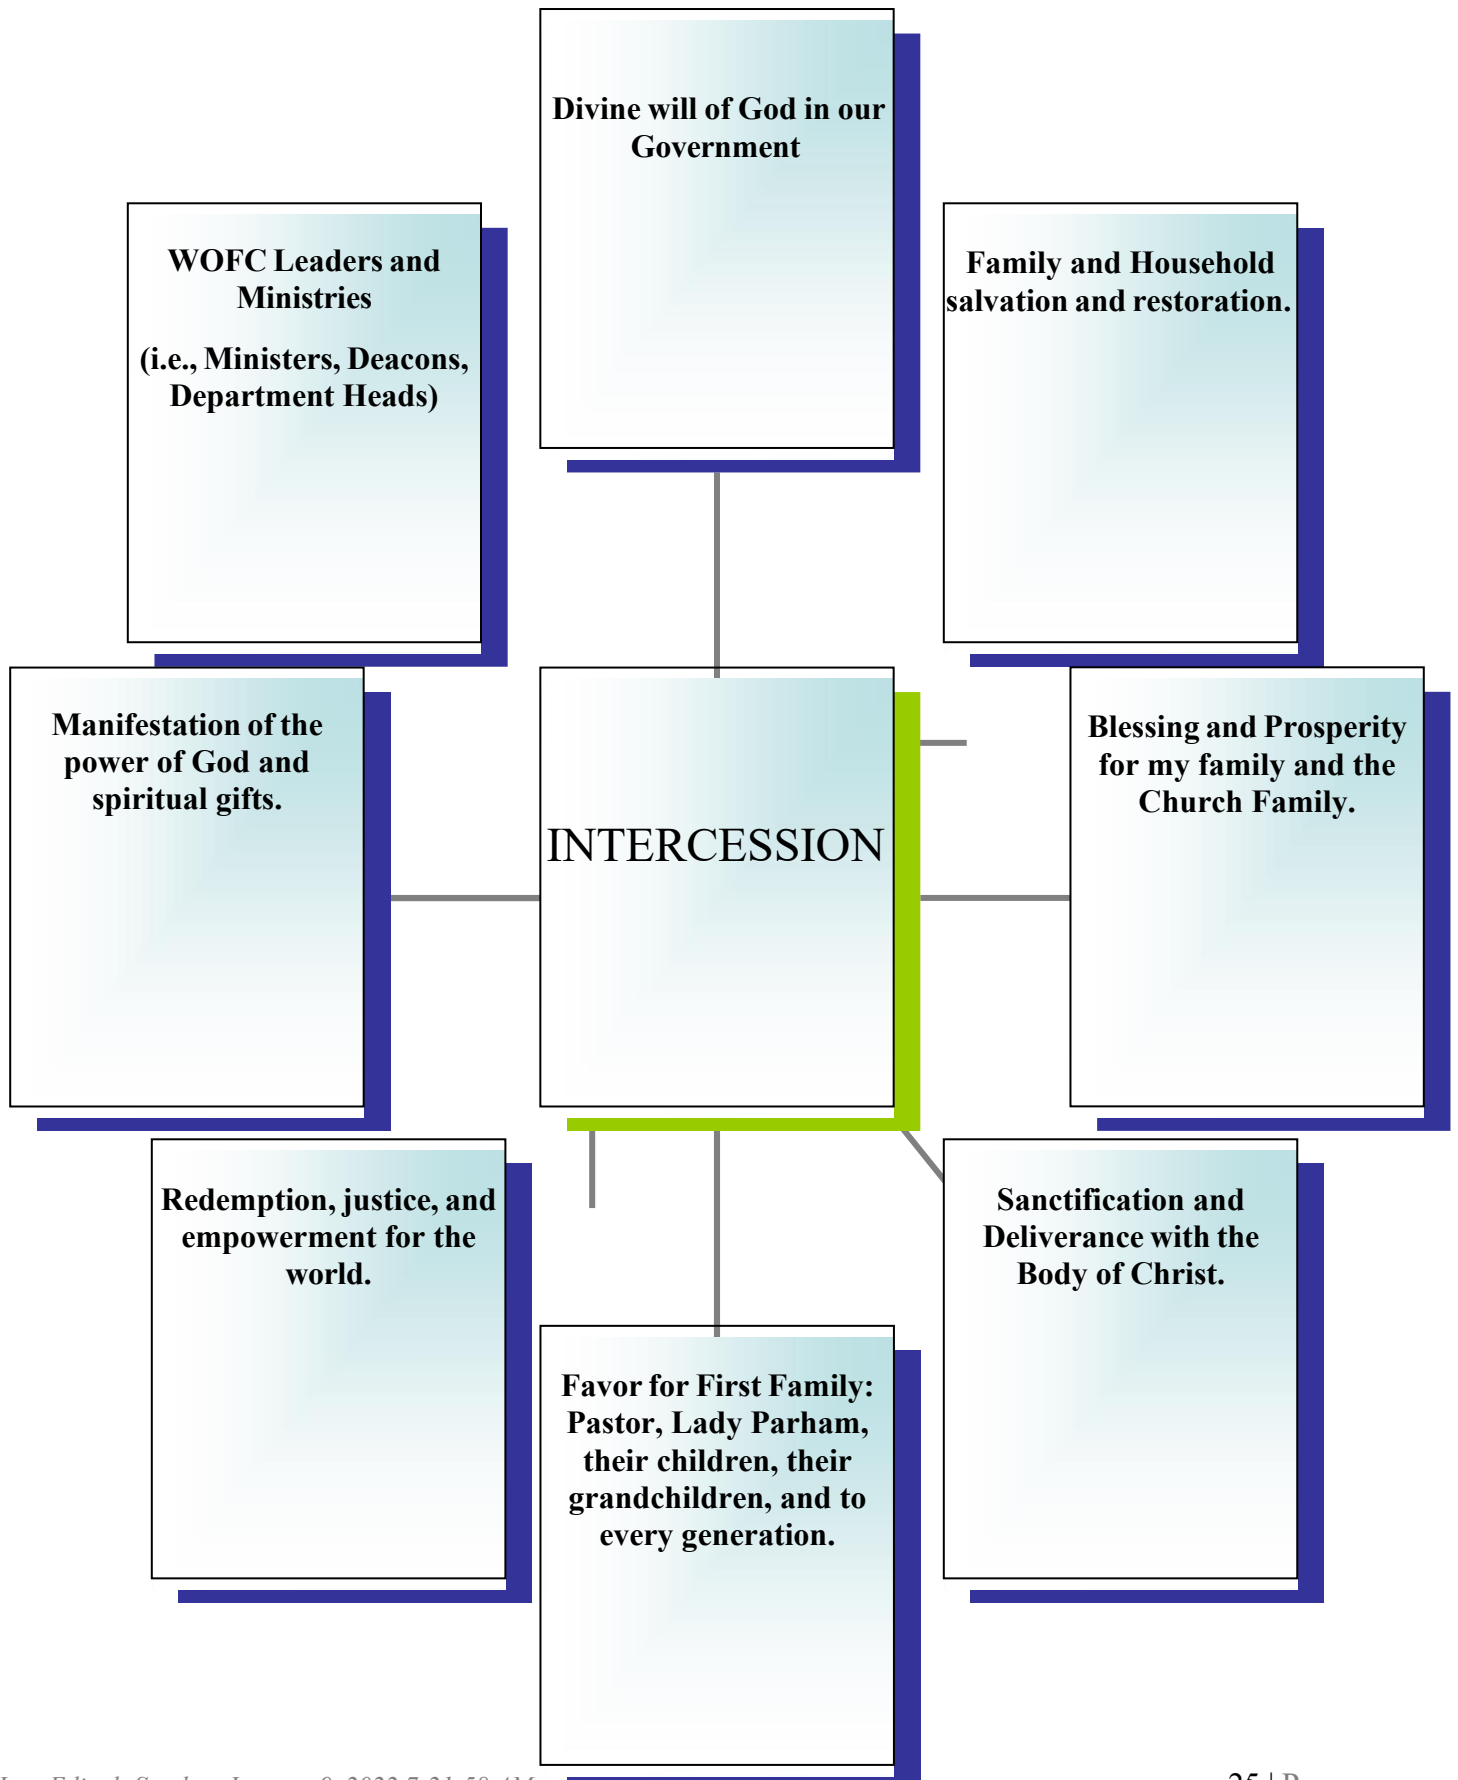 Divine will of God in our
Government
WOFC Leaders and
Ministries
(i.e., Ministers, Deacons,
Department Heads)
Family and Household
salvation and restoration.
Manifestation of the
power of God and
spiritual gifts.
INTERCESSION
Blessing and Prosperity
for my family and the
Church Family.
Redemption, justice, and
empowerment for the
world.
Sanctification and
Deliverance with the
Body of Christ.
Favor for First Family:
Pastor, Lady Parham,
their children, their
grandchildren, and to
every generation.
25 | P